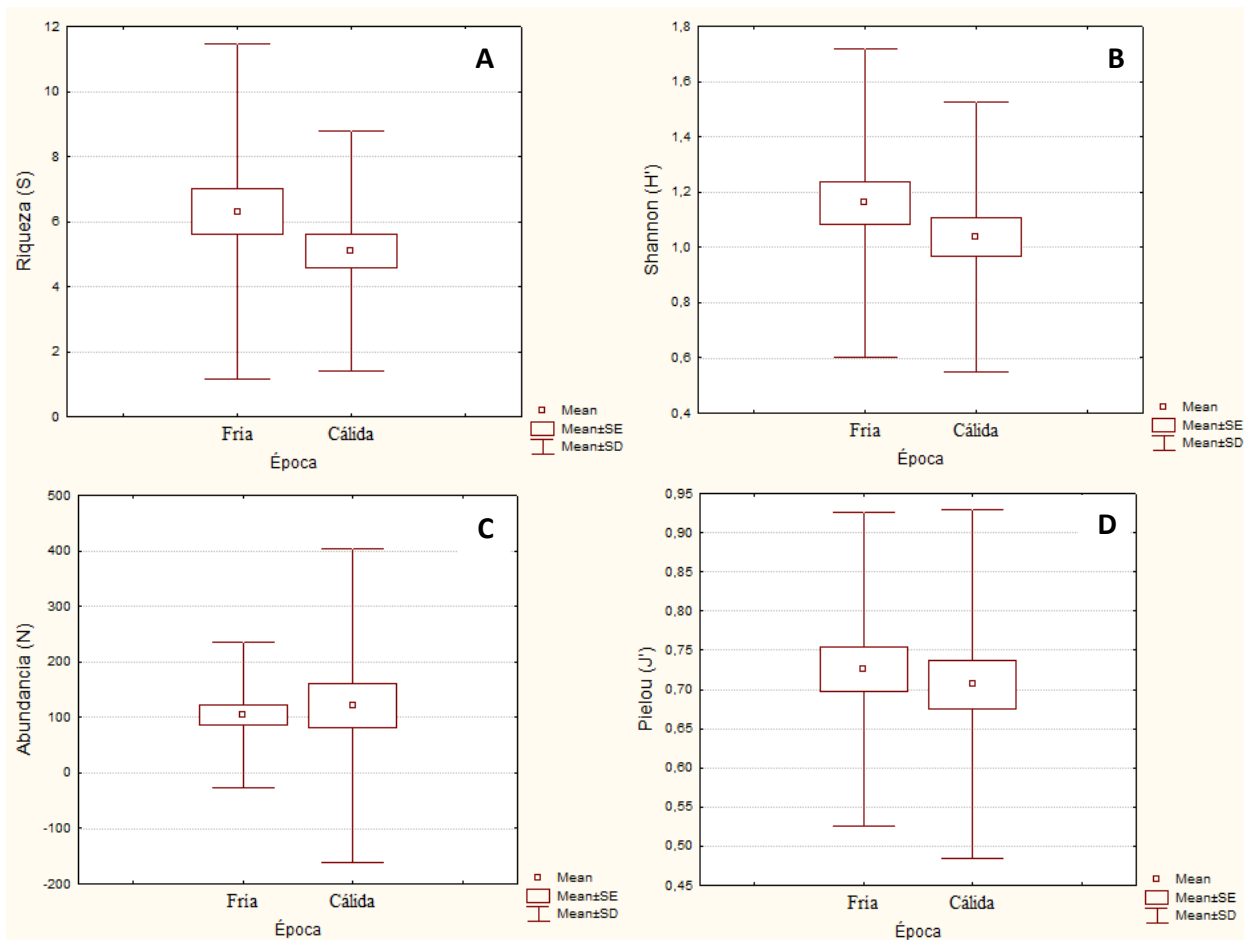 A
Riqueza (S)
12
10
8
6
4
2
0
Fria Cálida
Época
Mean
Mean±SE
Mean±SD
B
Shannon (H')
1,8
1,6
1,4
1,2
1,0
0,8
0,6
0,4
Fria Cálida
Época
Mean
Mean±SE
Mean±SD
C
Abundancia (N)
500
400
300
200
100
0
-100
-200
Fria Cálida
Época
Mean
Mean±SE
Mean±SD
D
Pielou (J')
0,95
0,90
0,85
0,80
0,75
0,70
0,65
0,60
0,55
0,50
0,45
Fria Cálida
Época
Mean
Mean±SE
Mean±SD